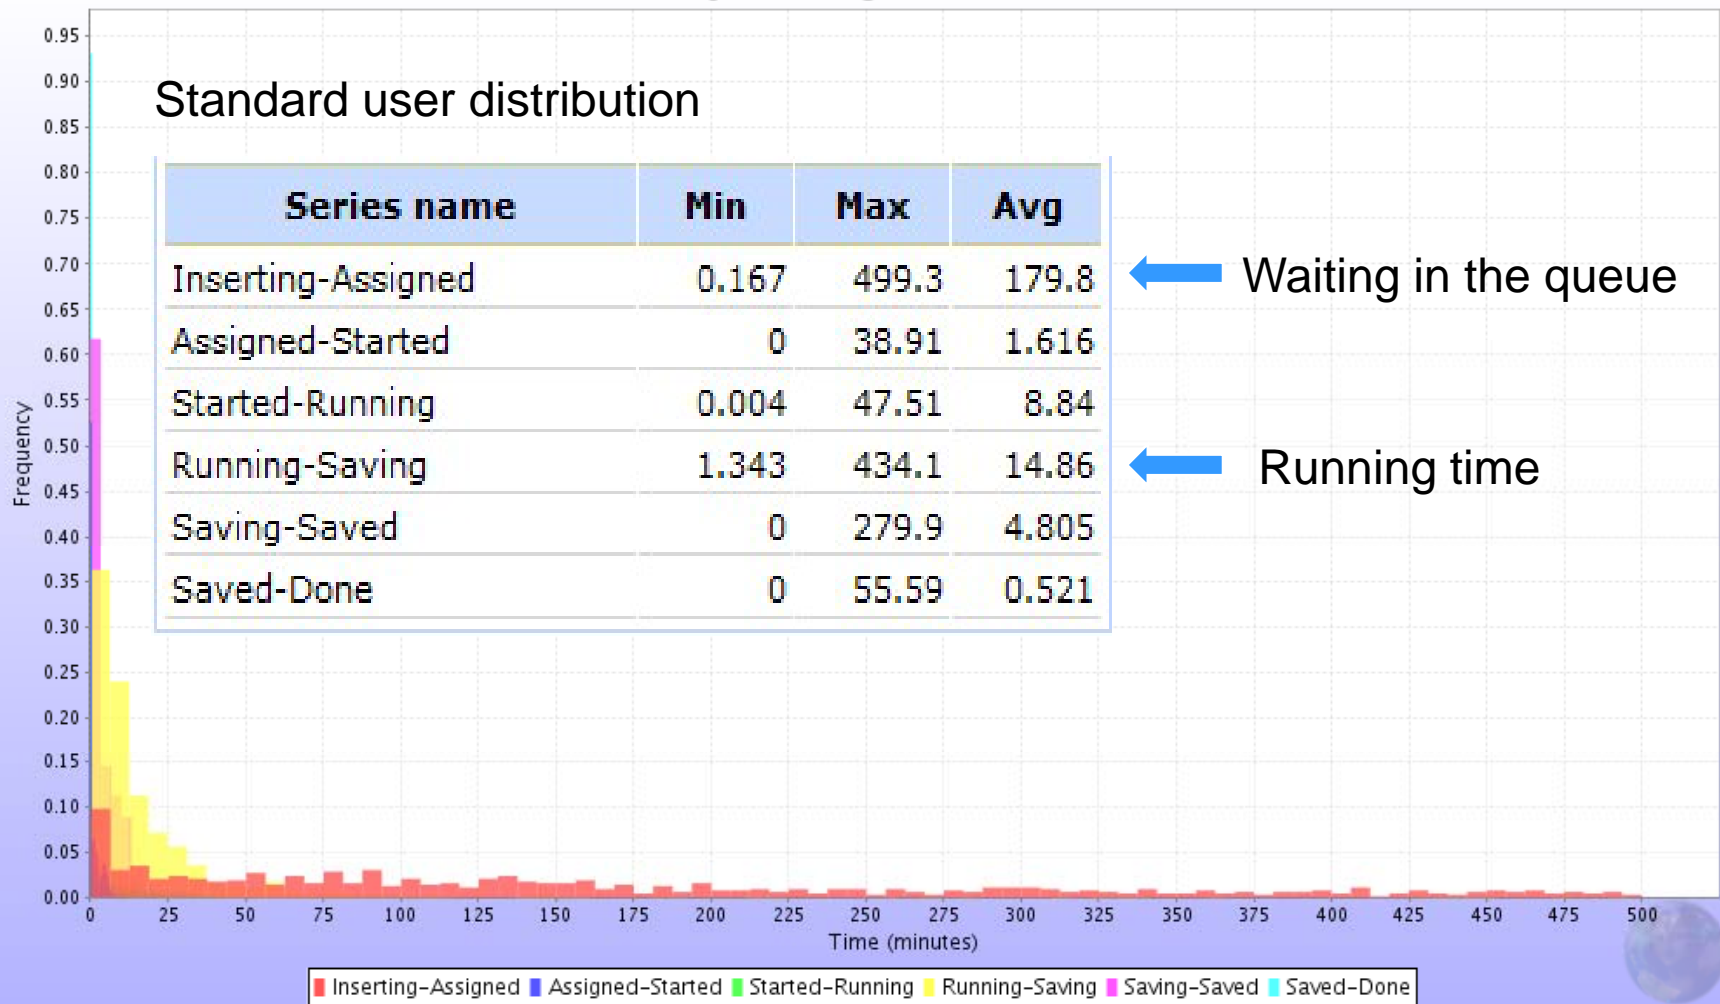 Standard user distribution
Series name Min Max Avg
Inserting-Assigned 0.167 499.3 179.8
Waiting in the queue
Assigned-Started 0 38.91 1.616
Started-Running 0.004 47.51 8.84
Running-Saving 1.343 434.1 14.86
Running time
Saving-Saved 0 279.9 4.805
Saved-Done 0 55.59 0.521
Frequency
0.95
0.90
0.85
0.80
0.75
0.70
0.65
0.60
0.55
0.50
0.45
0.40
0.35
0.30
0.25
0.20
0.15
0.10
0.05
0.00
0 25 50 75 100 125 150 175 200 225 250 275 300 325 350 375 400 425 450 475 500
Time (minutes)
Inserting-Assigned Assigned-Started Started-Running Running-Saving Saving-Saved Saved-Done